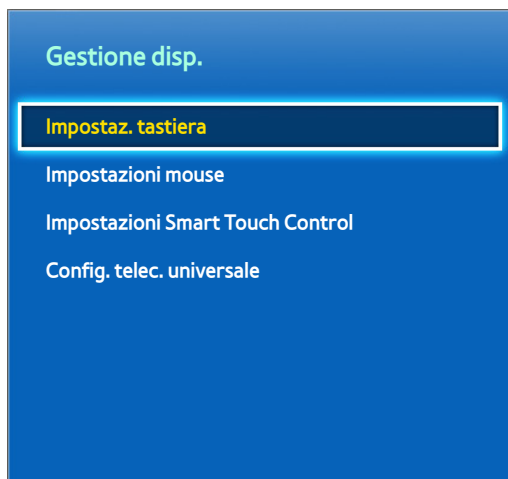 Gestione disp.
Impostaz. tastiera
Impostazioni mouse
Impostazioni Smart Touch Control
Config. telec. universale